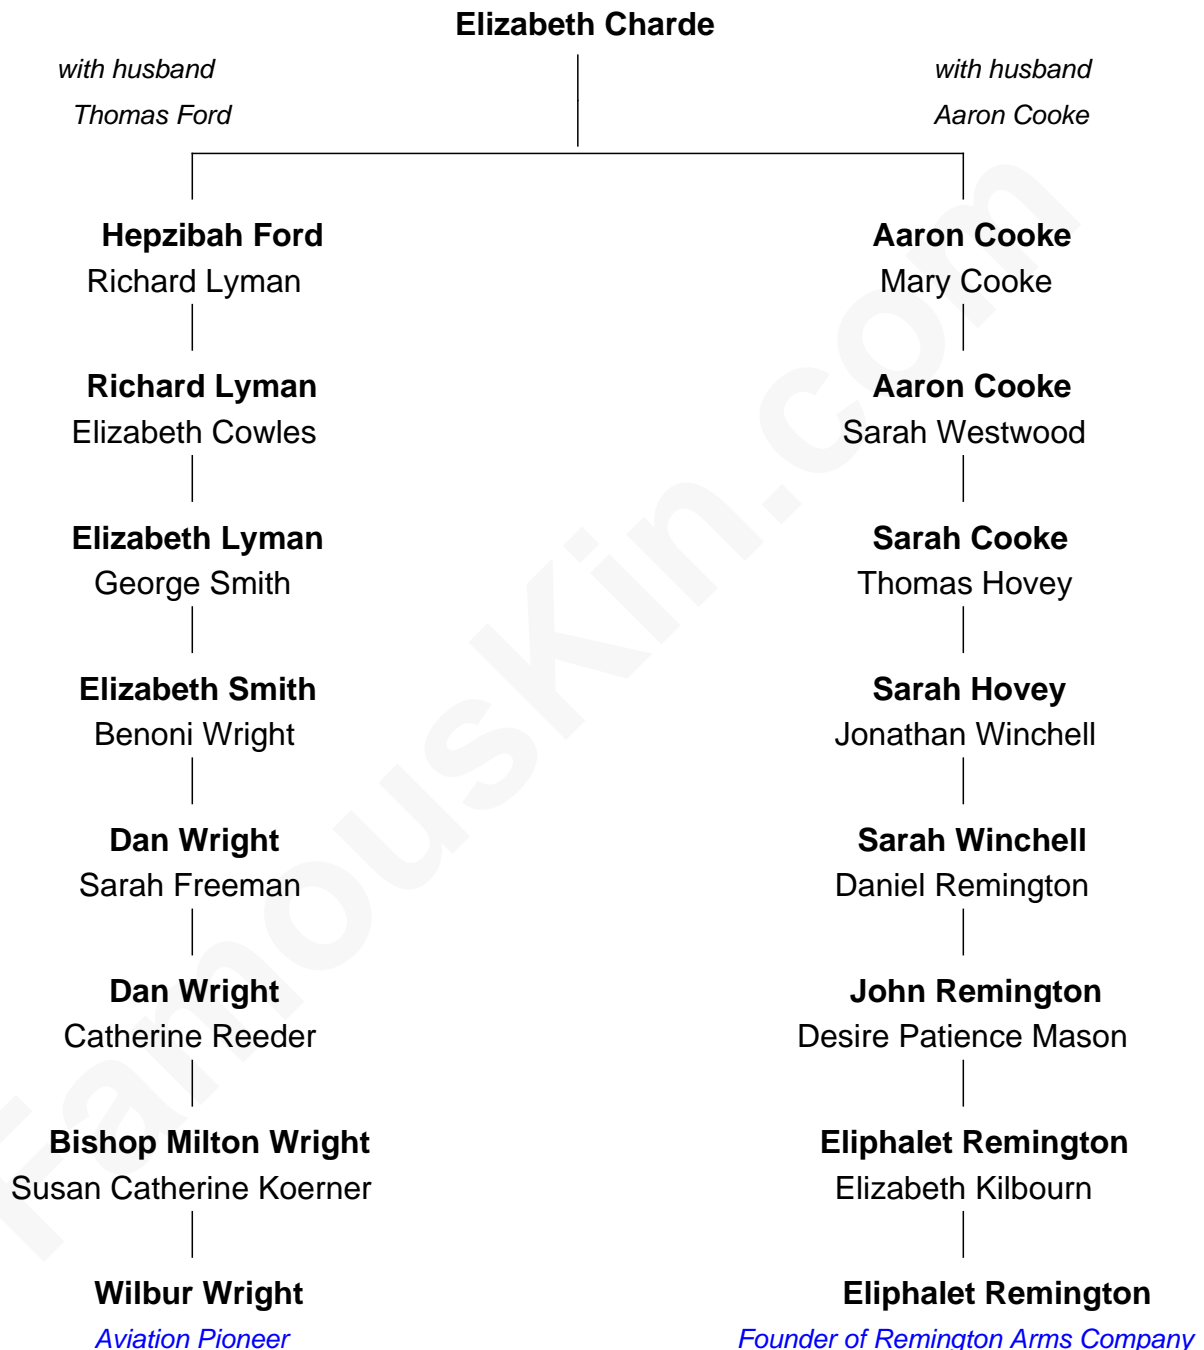 Elizabeth Charde
with husband
Thomas Ford
with husband
Aaron Cooke
Hepzibah Ford
Richard Lyman
Aaron Cooke
Mary Cooke
Richard Lyman
Elizabeth Cowles
Aaron Cooke
Sarah Westwood
Elizabeth Lyman
George Smith
Sarah Cooke
Thomas Hovey
Elizabeth Smith
Benoni Wright
Sarah Hovey
Jonathan Winchell
Dan Wright
Sarah Freeman
Sarah Winchell
Daniel Remington
Dan Wright
Catherine Reeder
John Remington
Desire Patience Mason
Bishop Milton Wright
Susan Catherine Koerner
Eliphalet Remington
Elizabeth Kilbourn
Wilbur Wright
Aviation Pioneer
Eliphalet Remington
Founder of Remington Arms Company
FamousKin.com